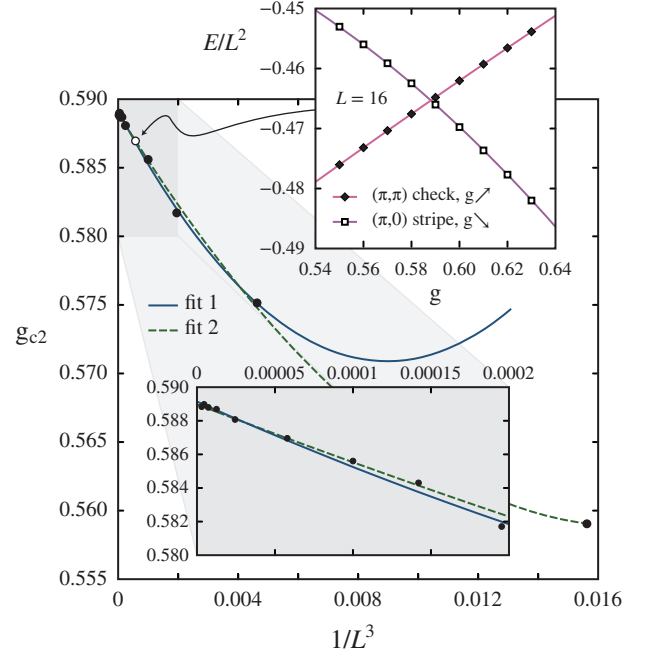 E/L²
−0.45
−0.46
−0.47
−0.48
−0.49
L = 16
(π,π) check, g↗
(π,0) stripe, g↘
0.54 0.56 0.58 0.60 0.62 0.64
g
0.590
0.585
0.580
0.575
0.570
0.565
0.560
0.555
g_c2
fit 1
fit 2
0 0.00005 0.0001 0.00015 0.0002
0.590
0.588
0.586
0.584
0.582
0.580
0 0.004 0.008 0.012 0.016
1/L³